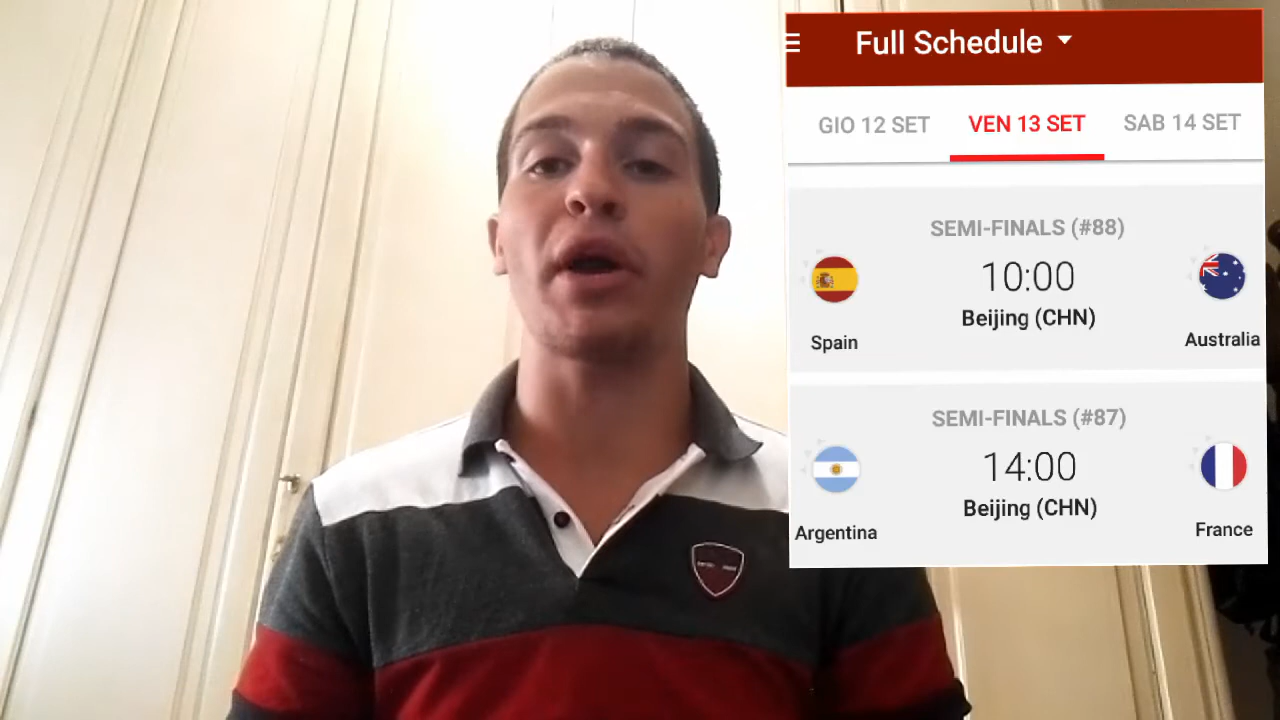 Full Schedule
GIO 12 SET VEN 13 SET SAB 14 SET
SEMI-FINALS (#88)
10:00
Beijing (CHN)
Spain Australia
SEMI-FINALS (#87)
14:00
Beijing (CHN)
Argentina France